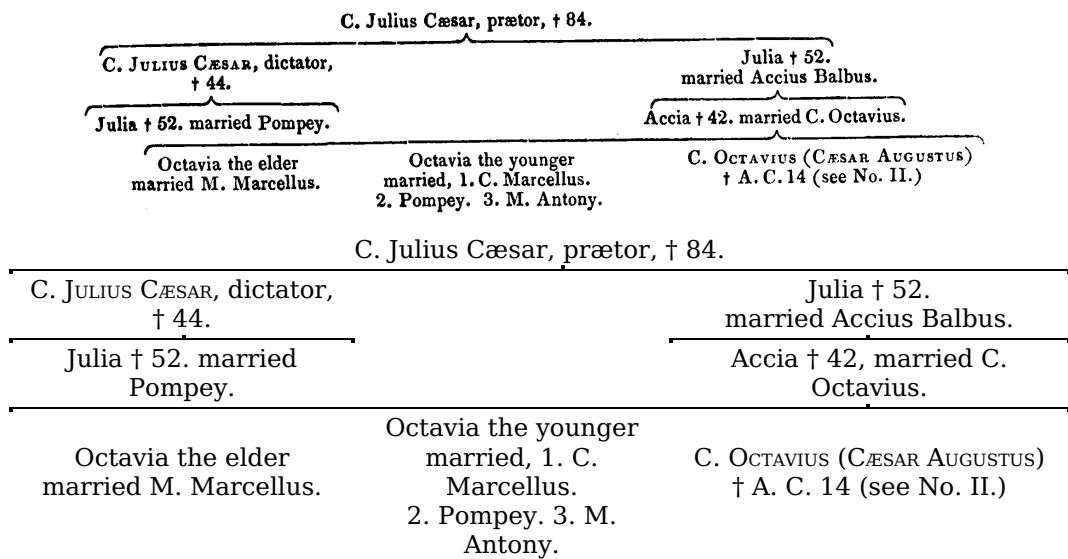 C. Julius Cæsar, prætor, † 84.
C. JULIUS CÆSAR, dictator,
† 44.
Julia † 52.
married Accius Balbus.
Julia † 52. married Pompey.
Accia † 42. married C. Octavius.
Octavia the elder
married M. Marcellus.
Octavia the younger
married, 1. C. Marcellus.
2. Pompey. 3. M. Antony.
C. OCTAVIUS (CÆSAR AUGUSTUS)
† A. C. 14 (see No. II.)
C. Julius Cæsar, prætor, † 84.
C. JULIUS CÆSAR, dictator,
† 44.
Julia † 52.
married Accius Balbus.
Julia † 52. married
Pompey.
Accia † 42, married C.
Octavius.
Octavia the elder
married M. Marcellus.
Octavia the younger
married, 1. C.
Marcellus.
2. Pompey. 3. M.
Antony.
C. OCTAVIUS (CÆSAR AUGUSTUS)
† A. C. 14 (see No. II.)